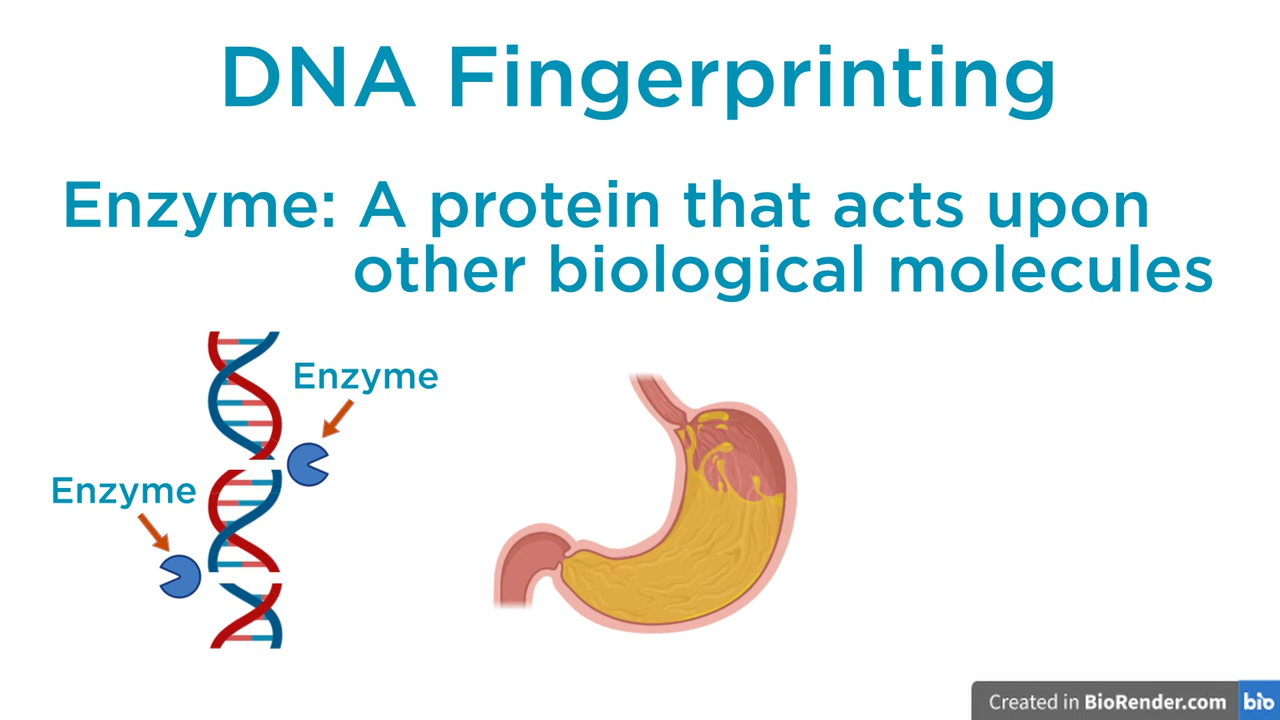 DNA Fingerprinting
Enzyme: A protein that acts upon
other biological molecules
Enzyme
Enzyme
Created in BioRender.com bio